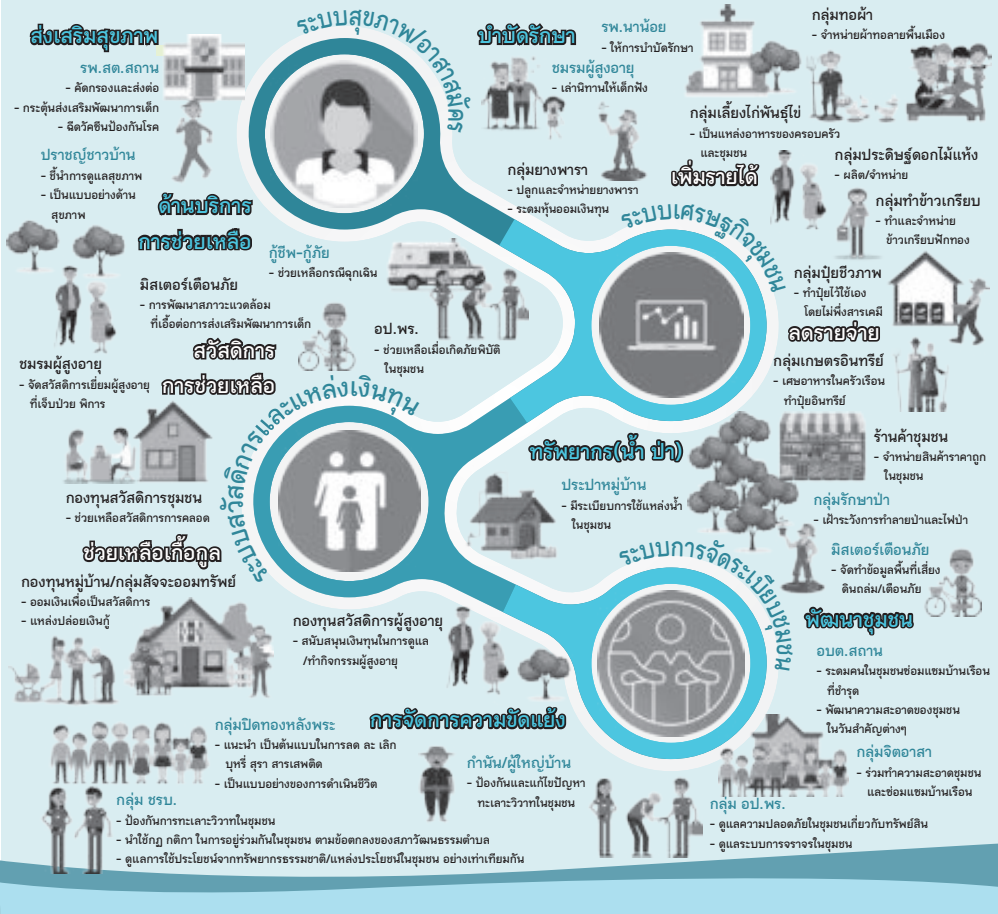 ระบบสุขภาพ/อาสาสมัคร
ส่งเสริมสุขภาพ
รพ.สต.สถาน
- คัดกรองและส่งต่อ
- กระตุ้นส่งเสริมพัฒนาการเด็ก
- ฉีดวัคซีนป้องกันโรค
ปราชญ์ชาวบ้าน
- ชี้นำการดูแลสุขภาพ
- เป็นแบบอย่างด้าน
สุขภาพ
บำบัดรักษา
รพ.นาน้อย
- ให้การบำบัดรักษา
ชมรมผู้สูงอายุ
- เล่านิทานให้เด็กฟัง
ด้านบริการ
การช่วยเหลือ
กู้ชีพ-กู้ภัย
- ช่วยเหลือกรณีฉุกเฉิน
มิสเตอร์เตือนภัย
- การพัฒนาสภาวะแวดล้อม
ที่เอื้อต่อการส่งเสริมพัฒนาการเด็ก
อป.พร.
- ช่วยเหลือเมื่อเกิดภัยพิบัติ
ในชุมชน
ระบบเศรษฐกิจชุมชน
กลุ่มทอผ้า
- จำหน่ายผ้าทอลายพื้นเมือง
กลุ่มเลี้ยงไก่พันธุ์ไข่
- เป็นแหล่งอาหารของครอบครัว
และชุมชน
กลุ่มยางพารา
- ปลูกและจำหน่ายยางพารา
- ระดมหุ้นออมเงินทุน
เพิ่มรายได้
กลุ่มประดิษฐ์ดอกไม้แห้ง
- ผลิต/จำหน่าย
กลุ่มทำข้าวเกรียบ
- ทำและจำหน่าย
ข้าวเกรียบฟักทอง
กลุ่มปุ๋ยชีวภาพ
- ทำปุ๋ยไว้ใช้เอง
โดยไม่พึ่งสารเคมี
ลดรายจ่าย
กลุ่มเกษตรอินทรีย์
- เศษอาหารในครัวเรือน
ทำปุ๋ยอินทรีย์
ร้านค้าชุมชน
- จำหน่ายสินค้าราคาถูก
ในชุมชน
ระบบสวัสดิการและแหล่งเงินทุน
สวัสดิการ
การช่วยเหลือ
ชมรมผู้สูงอายุ
- จัดสวัสดิการเยี่ยมผู้สูงอายุ
ที่เจ็บป่วย พิการ
กองทุนสวัสดิการชุมชน
- ช่วยเหลือสวัสดิการการคลอด
ช่วยเหลือเกื้อกูล
กองทุนหมู่บ้าน/กลุ่มสัจจะออมทรัพย์
- ออมเงินเพื่อเป็นสวัสดิการ
- แหล่งปล่อยเงินกู้
กองทุนสวัสดิการผู้สูงอายุ
- สนับสนุนเงินทุนในการดูแล
/ทำกิจกรรมผู้สูงอายุ
ระบบการจัดระเบียบชุมชน
ทรัพยากร(น้ำ ป่า)
ประปาหมู่บ้าน
- มีระเบียบการใช้แหล่งน้ำ
ในชุมชน
กลุ่มรักษาป่า
- เฝ้าระวังการทำลายป่าและไฟป่า
มิสเตอร์เตือนภัย
- จัดทำข้อมูลพื้นที่เสี่ยง
ดินถล่ม/เตือนภัย
พัฒนาชุมชน
อบต.สถาน
- ระดมคนในชุมชนซ่อมแซมบ้านเรือน
ที่ชำรุด
- พัฒนาความสะอาดของชุมชน
ในวันสำคัญต่างๆ
กลุ่มจิตอาสา
- ร่วมทำความสะอาดชุมชน
และซ่อมแซมบ้านเรือน
การจัดการความขัดแย้ง
กลุ่มปิดทองหลังพระ
- แนะนำ เป็นต้นแบบในการลด ละ เลิก
บุหรี่ สุรา สารเสพติด
- เป็นแบบอย่างของการดำเนินชีวิต
กำนัน/ผู้ใหญ่บ้าน
- ป้องกันและแก้ไขปัญหา
ทะเลาะวิวาทในชุมชน
กลุ่ม ชรบ.
- ป้องกันการทะเลาะวิวาทในชุมชน
- นำใช้กฎ กติกา ในการอยู่ร่วมกันในชุมชน ตามข้อตกลงของสภาวัฒนธรรมตำบล
- ดูแลการใช้ประโยชน์จากทรัพยากรธรรมชาติ/แหล่งประโยชน์ในชุมชน อย่างเท่าเทียมกัน
กลุ่ม อป.พร.
- ดูแลความปลอดภัยในชุมชนเกี่ยวกับทรัพย์สิน
- ดูแลระบบการจราจรในชุมชน